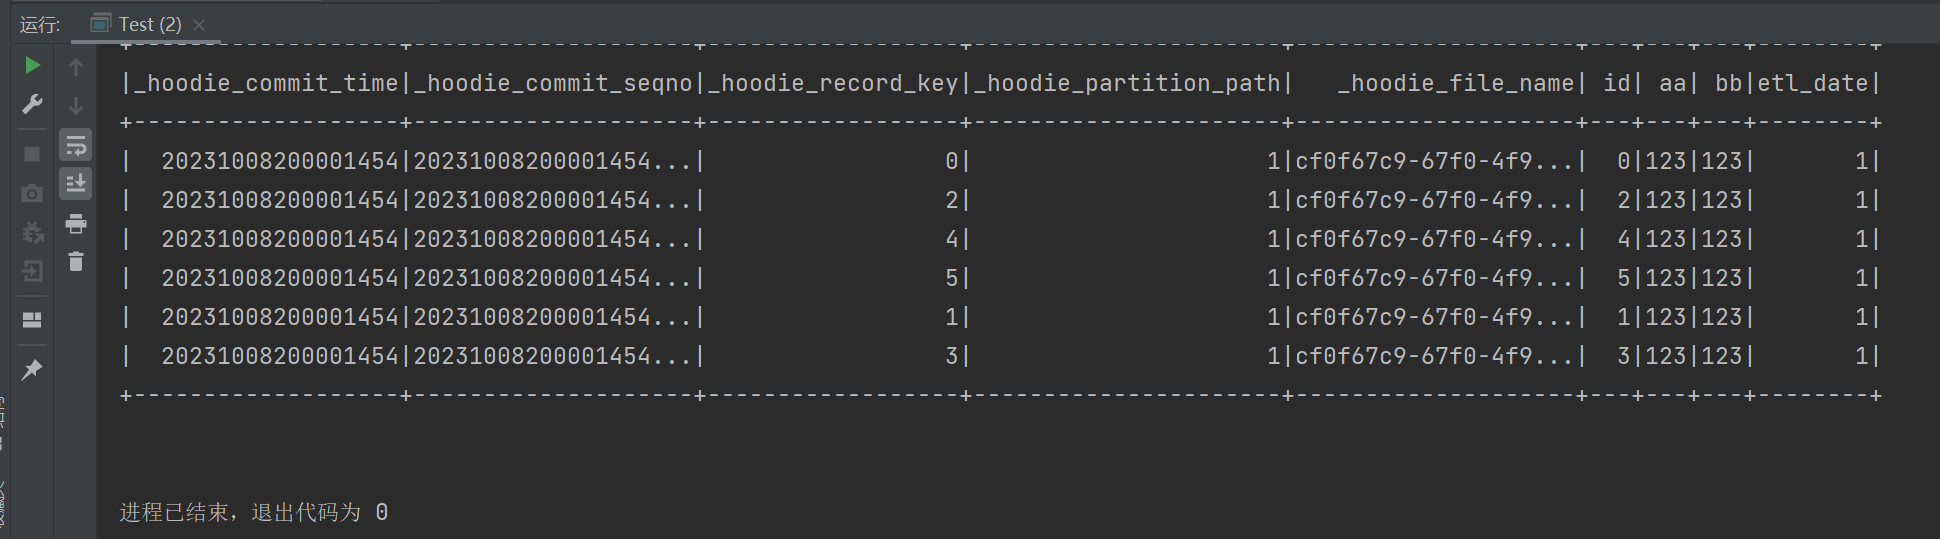 运行: Test (2) ×
+-------------------+--------------------+------------------+----------------------+--------------------+---+---+---+--------+
|_hoodie_commit_time|_hoodie_commit_seqno|_hoodie_record_key|_hoodie_partition_path|   _hoodie_file_name| id| aa| bb|etl_date|
+-------------------+--------------------+------------------+----------------------+--------------------+---+---+---+--------+
|  20231008200001454|20231008200001454...|                 0|                     1|cf0f67c9-67f0-4f9...|  0|123|123|       1|
|  20231008200001454|20231008200001454...|                 2|                     1|cf0f67c9-67f0-4f9...|  2|123|123|       1|
|  20231008200001454|20231008200001454...|                 4|                     1|cf0f67c9-67f0-4f9...|  4|123|123|       1|
|  20231008200001454|20231008200001454...|                 5|                     1|cf0f67c9-67f0-4f9...|  5|123|123|       1|
|  20231008200001454|20231008200001454...|                 1|                     1|cf0f67c9-67f0-4f9...|  1|123|123|       1|
|  20231008200001454|20231008200001454...|                 3|                     1|cf0f67c9-67f0-4f9...|  3|123|123|       1|
+-------------------+--------------------+------------------+----------------------+--------------------+---+---+---+--------+
进程已结束，退出代码为 0